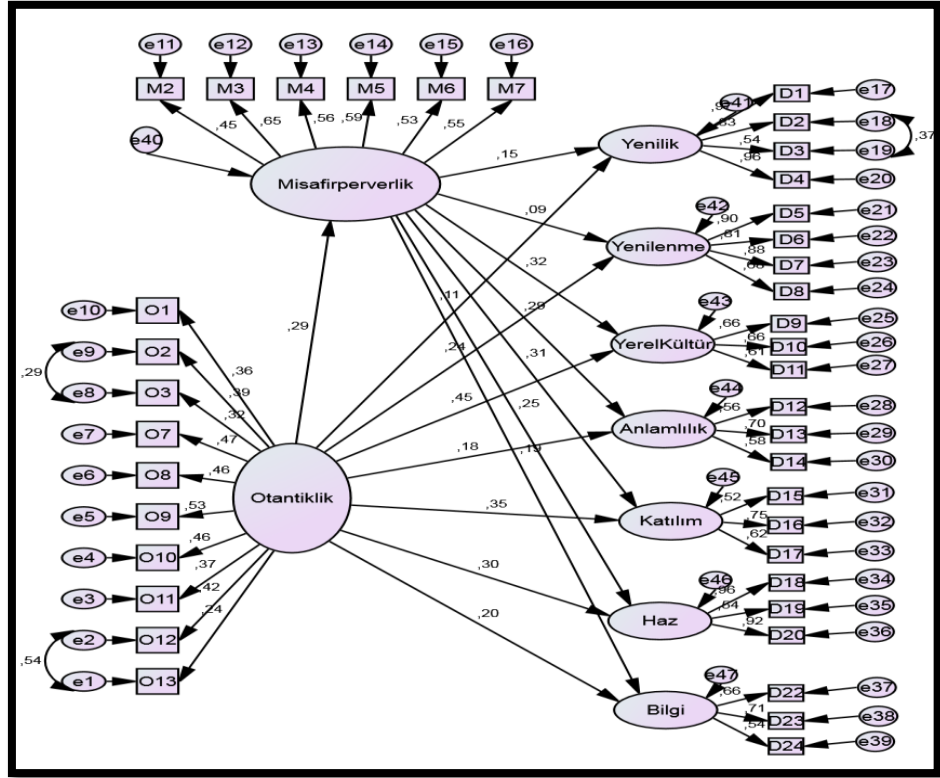 e11 e12 e13 e14 e15 e16
M2 M3 M4 M5 M6 M7
,45 ,65 ,56 ,59 ,53 ,55
e40
Misafirperverlik
,15
,09
,32
,31
,25
,19
,29
e10 O1
e9 O2
,29
e8 O3
e7 O7
e6 O8
e5 O9
e4 O10
e3 O11
e2 O12
,54
e1 O13
,36
,39
,32
,47
,46
,53
,46
,37
,42
,24
Otantiklik
,11
,24
,29
,45
,18
,35
,30
,20
e41
Yenilik
,54
D1 e17
D2 e18
,37
D3 e19
D4 e20
e42
Yenilenme
,90
,88
D5 e21
D6 e22
D7 e23
D8 e24
e43
YerelKültür
,66
,66
,61
D9 e25
D10 e26
D11 e27
e44
Anlamlılık
,56
,70
,58
D12 e28
D13 e29
D14 e30
e45
Katılım
,52
,75
,62
D15 e31
D16 e32
D17 e33
e46
Haz
,92
D18 e34
D19 e35
D20 e36
e47
Bilgi
,66
,71
,54
D22 e37
D23 e38
D24 e39